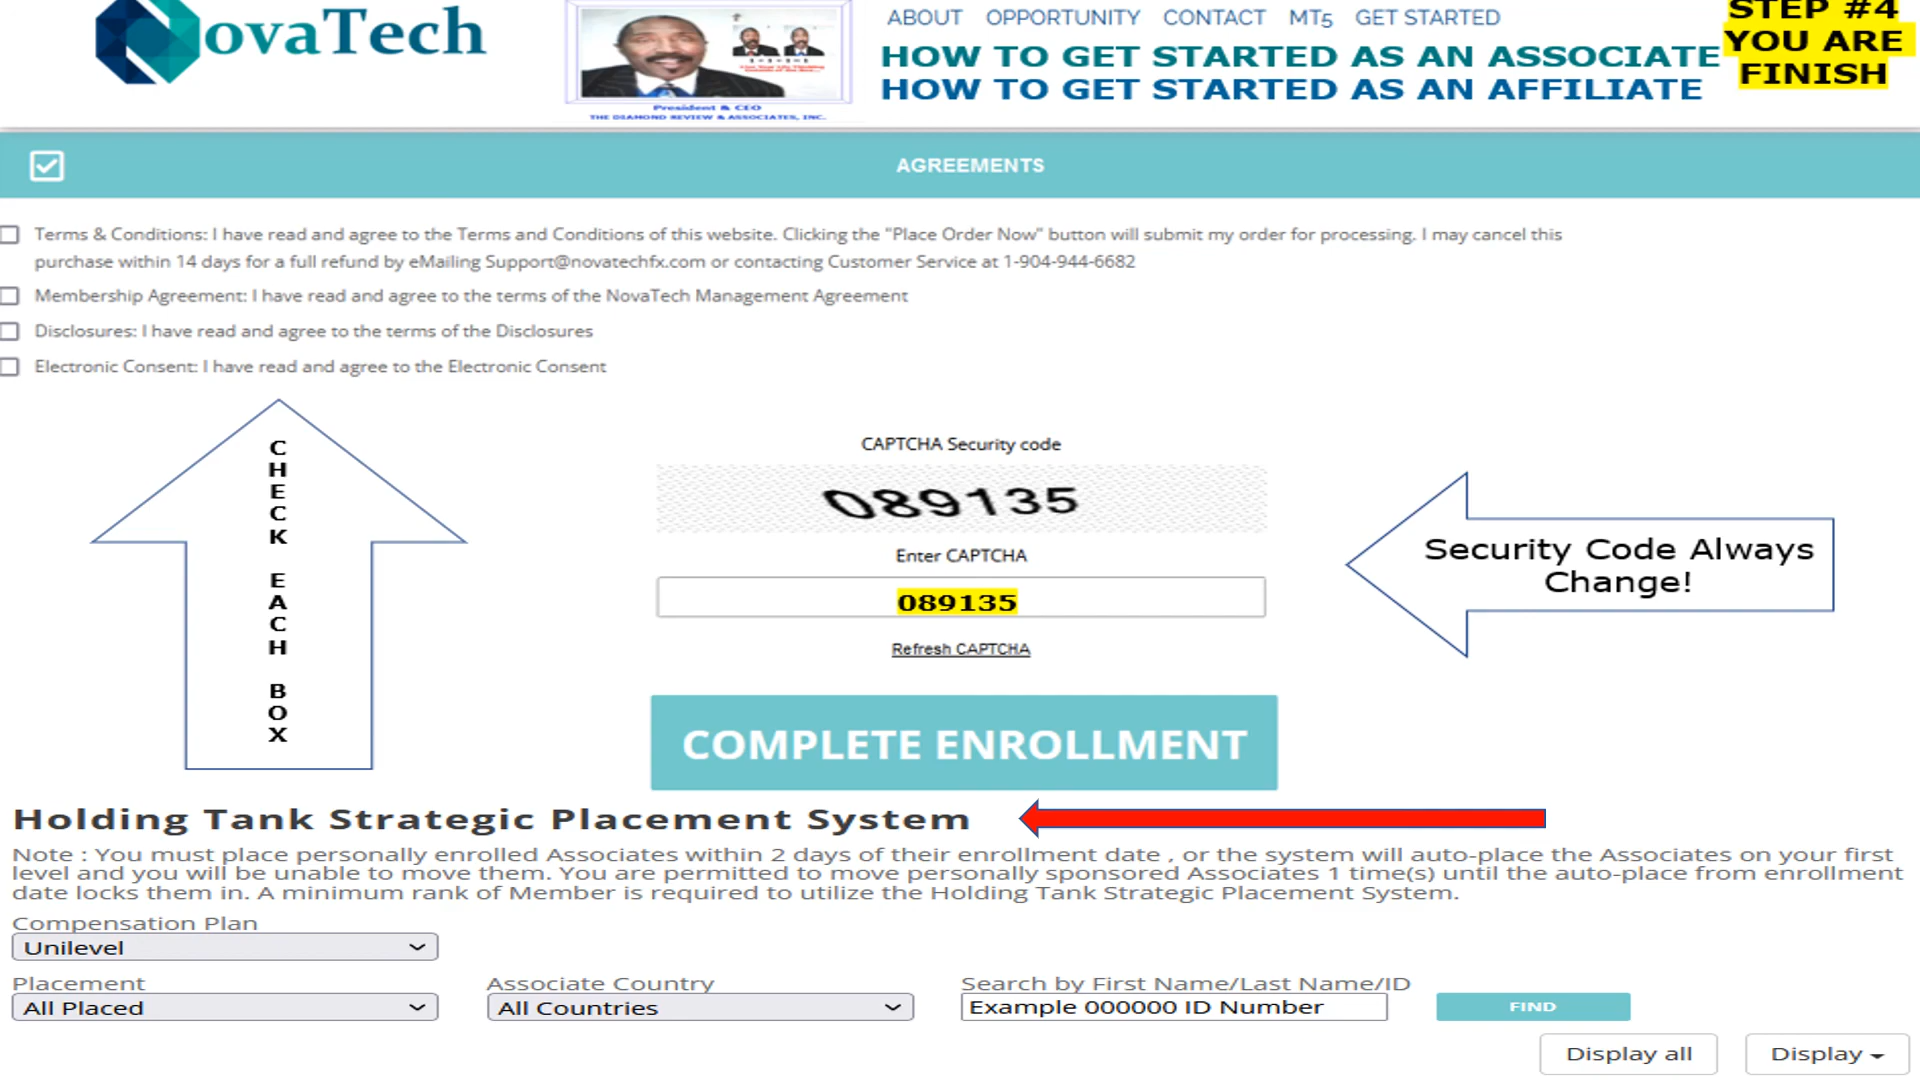 NovaTech
President & CEO
THE DIAMOND REVIEW & ASSOCIATES, INC.
ABOUT OPPORTUNITY CONTACT MT5 GET STARTED
HOW TO GET STARTED AS AN ASSOCIATE
HOW TO GET STARTED AS AN AFFILIATE
STEP #4
YOU ARE
FINISH
AGREEMENTS
Terms & Conditions: I have read and agree to the Terms and Conditions of this website. Clicking the "Place Order Now" button will submit my order for processing. I may cancel this
purchase within 14 days for a full refund by eMailing Support@novatechfx.com or contacting Customer Service at 1-904-944-6682
Membership Agreement: I have read and agree to the terms of the NovaTech Management Agreement
Disclosures: I have read and agree to the terms of the Disclosures
Electronic Consent: I have read and agree to the Electronic Consent
CHECK EACH BOX
CAPTCHA Security code
089135
Enter CAPTCHA
089135
Refresh CAPTCHA
Security Code Always
Change!
COMPLETE ENROLLMENT
Holding Tank Strategic Placement System
Note : You must place personally enrolled Associates within 2 days of their enrollment date , or the system will auto-place the Associates on your first
level and you will be unable to move them. You are permitted to move personally sponsored Associates 1 time(s) until the auto-place from enrollment
date locks them in. A minimum rank of Member is required to utilize the Holding Tank Strategic Placement System.
Compensation Plan
Unilevel
Placement Associate Country Search by First Name/Last Name/ID
All Placed All Countries Example 000000 ID Number FIND
Display all Display